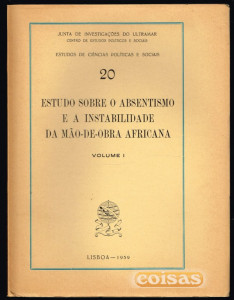 JUNTA DE INVESTIGAÇÕES DO ULTRAMAR
CENTRO DE ESTUDOS POLÍTICOS E SOCIAIS
ESTUDOS DE CIÊNCIAS POLÍTICAS E SOCIAIS
20
ESTUDO SOBRE O ABSENTISMO
E A INSTABILIDADE
DA MÃO-DE-OBRA AFRICANA
VOLUME I
LISBOA — 1959
coisas